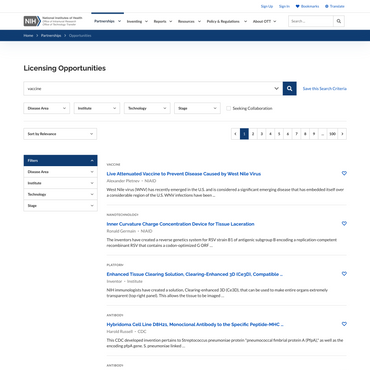 Sign Up Sign In Bookmarks Translate
NIH National Institutes of Health
Office of Intramural Research
Office of Technology Transfer
Partnerships Investing Reports Resources Policy & Regulations About OTT Search...
Home Partnerships Opportunities
Licensing Opportunities
vaccine
Save this Search Criteria
Disease Area Institute Technology Stage Seeking Collaboration
Sort by Relevance
1 2 3 4 5 6 7 8 9 ... 100
Filters
Disease Area
Institute
Technology
Stage
VACCINE
Live Attenuated Vaccine to Prevent Disease Caused by West Nile Virus
Alexander Pletnev - NIAID
West Nile virus (WNV) has recently emerged in the U.S. and is considered a significant emerging disease that has embedded itself over
a considerable region of the U.S. WNV infections have been ...
NANOTECHNOLOGY
Inner Curvature Charge Concentration Device for Tissue Laceration
Ronald Germain - NIAID
The inventors have created a reverse genetics system for RSV strain B1 of antigenic subgroup B encoding a replication-competent
recombinant RSV that contains a codon-optimized G ORF ...
PLATFORM
Enhanced Tissue Clearing Solution, Clearing-Enhanced 3D (Ce3D), Compatible ...
Inventor - Institute
NIH immunologists have created a solution, Clearing-Enhanced 3D (Ce3D), that can be used to make entire organs extremely
transparent (top right panel). This allows the tissue to be imaged ...
ANTIBODY
Hybridoma Cell Line D8H21, Monoclonal Antibody to the Specific Peptide-MHC ...
Harold Russell - CDC
This CDC developed invention pertains to Streptococcus pneumoniae protein "pneumococcal fimbrial protein A (PfpA)," as well as the
encoding pfpA gene. S. pneumoniae linked ...
ANTIBODY